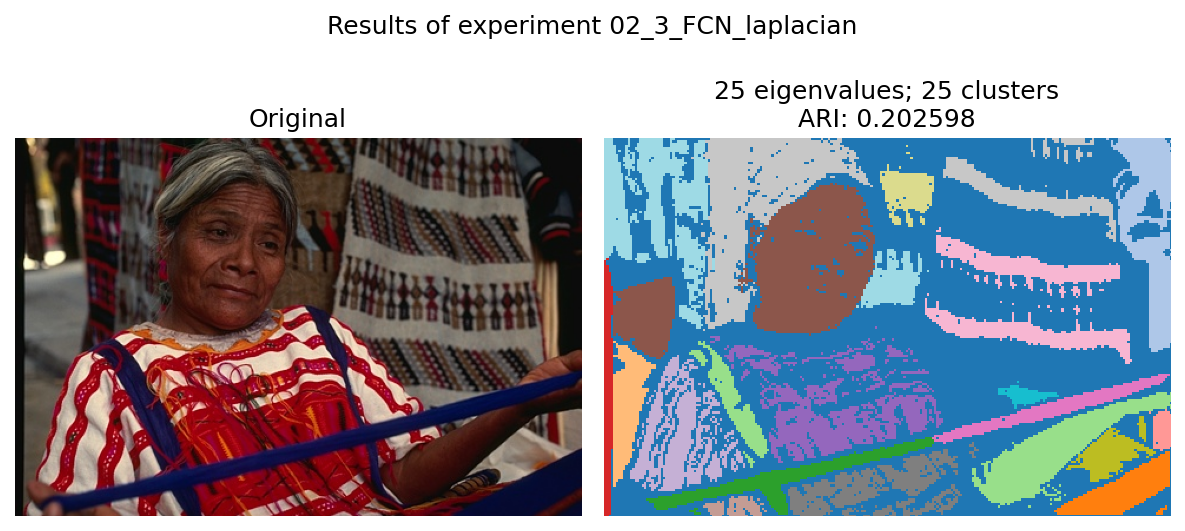 Results of experiment 02_3_FCN_laplacian
Original
25 eigenvalues; 25 clusters
ARI: 0.202598